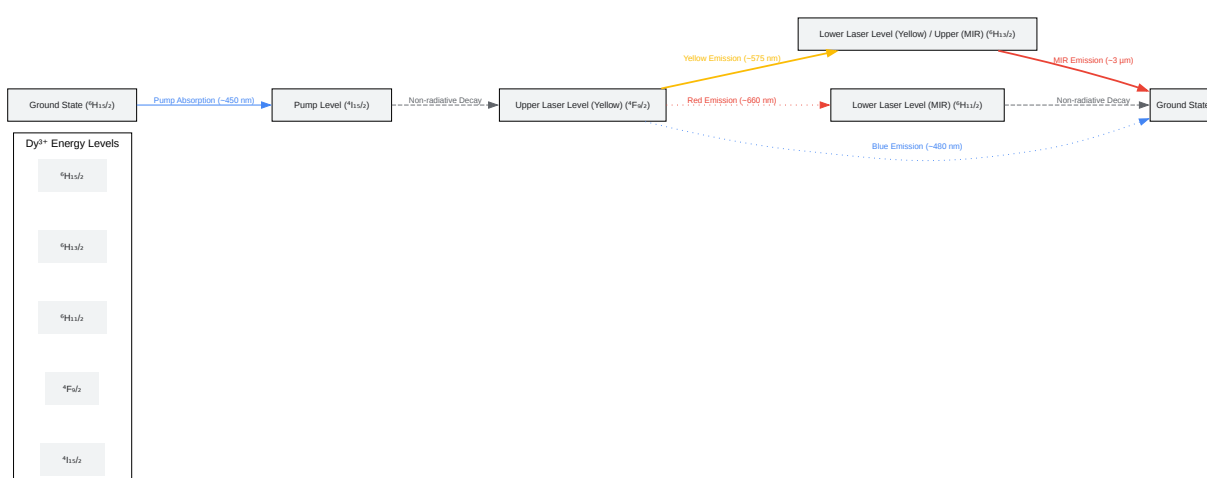 Lower Laser Level (Yellow) / Upper (MIR) (⁶H₁₃/₂)
Yellow Emission (~575 nm)
MIR Emission (~3 µm)
Ground State (⁶H₁₅/₂)
Pump Absorption (~450 nm)
Pump Level (⁴I₁₅/₂)
Non-radiative Decay
Upper Laser Level (Yellow) (⁴F₉/₂)
Red Emission (~660 nm)
Lower Laser Level (MIR) (⁶H₁₁/₂)
Non-radiative Decay
Ground State
Blue Emission (~480 nm)
Dy³⁺ Energy Levels
⁶H₁₅/₂
⁶H₁₃/₂
⁶H₁₁/₂
⁴F₉/₂
⁴I₁₅/₂